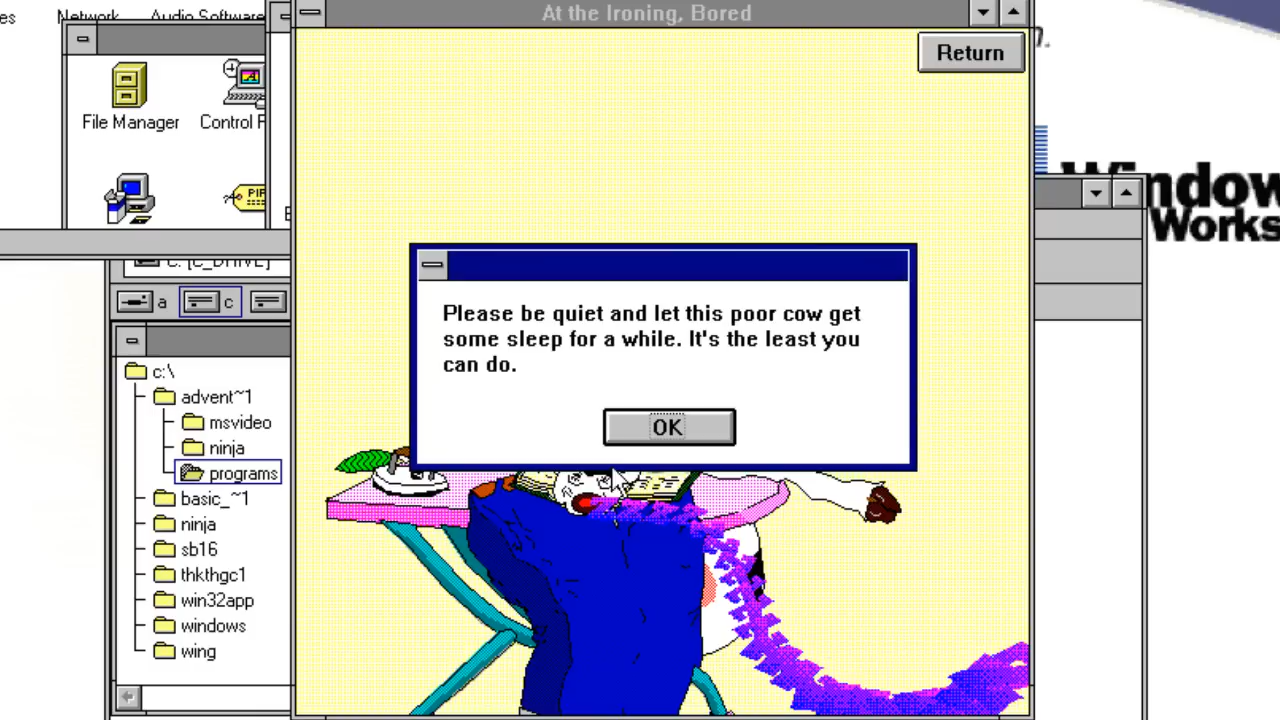 Network
Audio Software
At the Ironing, Bored
Return
File Manager
Control
Please be quiet and let this poor cow get
some sleep for a while. It's the least you
can do.
OK
C: [C_DRIVE]
a
c
c:\
advent~1
msvideo
ninja
programs
basic_~1
ninja
sb16
thkthgc1
win32app
windows
wing
Works